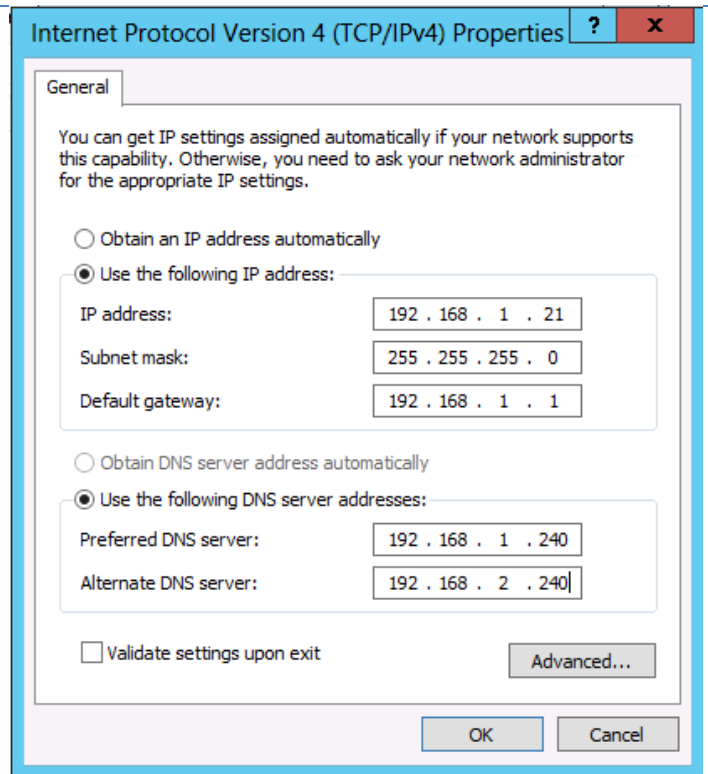 Internet Protocol Version 4 (TCP/IPv4) Properties ? x
General
You can get IP settings assigned automatically if your network supports
this capability. Otherwise, you need to ask your network administrator
for the appropriate IP settings.
Obtain an IP address automatically
Use the following IP address:
IP address: 192 . 168 . 1 . 21
Subnet mask: 255 . 255 . 255 . 0
Default gateway: 192 . 168 . 1 . 1
Obtain DNS server address automatically
Use the following DNS server addresses:
Preferred DNS server: 192 . 168 . 1 . 240
Alternate DNS server: 192 . 168 . 2 . 240
Validate settings upon exit
Advanced...
OK Cancel